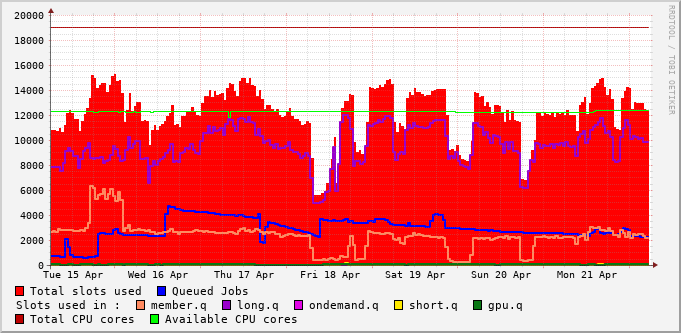 20000
18000
16000
14000
12000
10000
8000
6000
4000
2000
0
Tue 15 Apr Wed 16 Apr Thu 17 Apr Fri 18 Apr Sat 19 Apr Sun 20 Apr Mon 21 Apr
Total slots used Queued Jobs
Slots used in : member.q long.q ondemand.q short.q gpu.q
Total CPU cores Available CPU cores
RRDTOOL / TOBI OETIKER